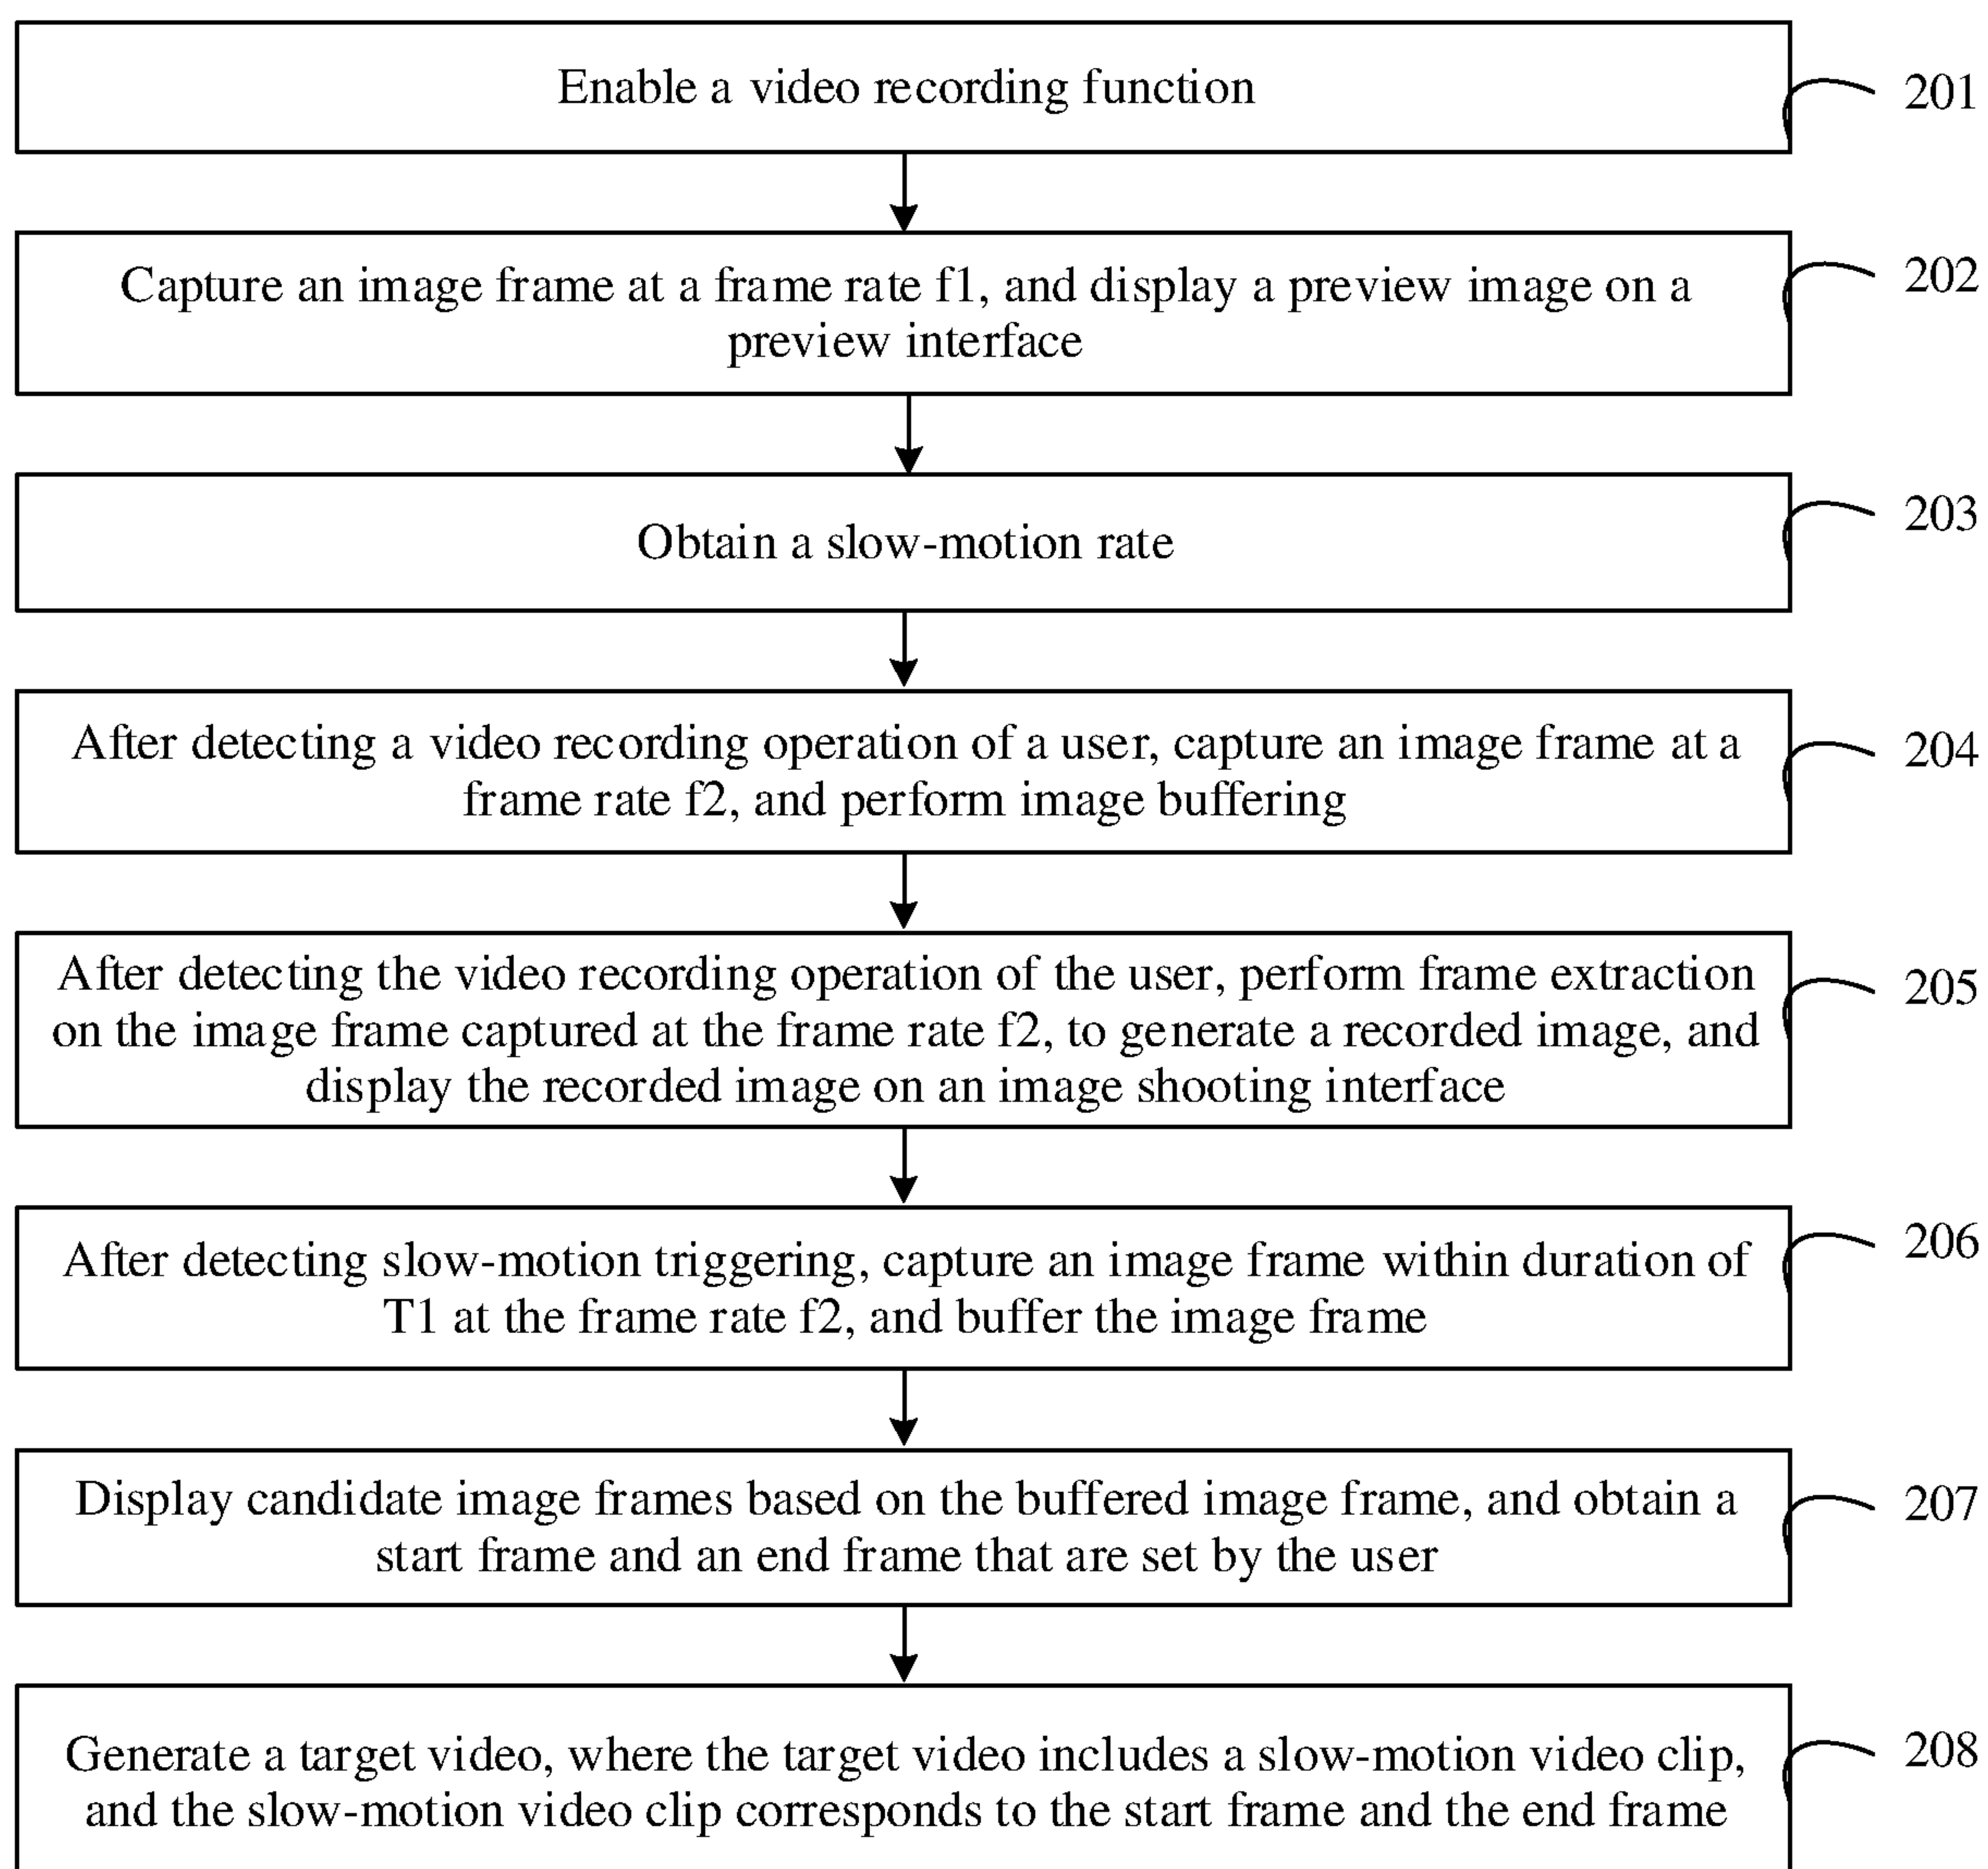 Enable a video recording function
201
Capture an image frame at a frame rate f1, and display a preview image on a
preview interface
202
Obtain a slow-motion rate
203
After detecting a video recording operation of a user, capture an image frame at a
frame rate f2, and perform image buffering
204
After detecting the video recording operation of the user, perform frame extraction
on the image frame captured at the frame rate f2, to generate a recorded image, and
display the recorded image on an image shooting interface
205
After detecting slow-motion triggering, capture an image frame within duration of
T1 at the frame rate f2, and buffer the image frame
206
Display candidate image frames based on the buffered image frame, and obtain a
start frame and an end frame that are set by the user
207
Generate a target video, where the target video includes a slow-motion video clip,
and the slow-motion video clip corresponds to the start frame and the end frame
208